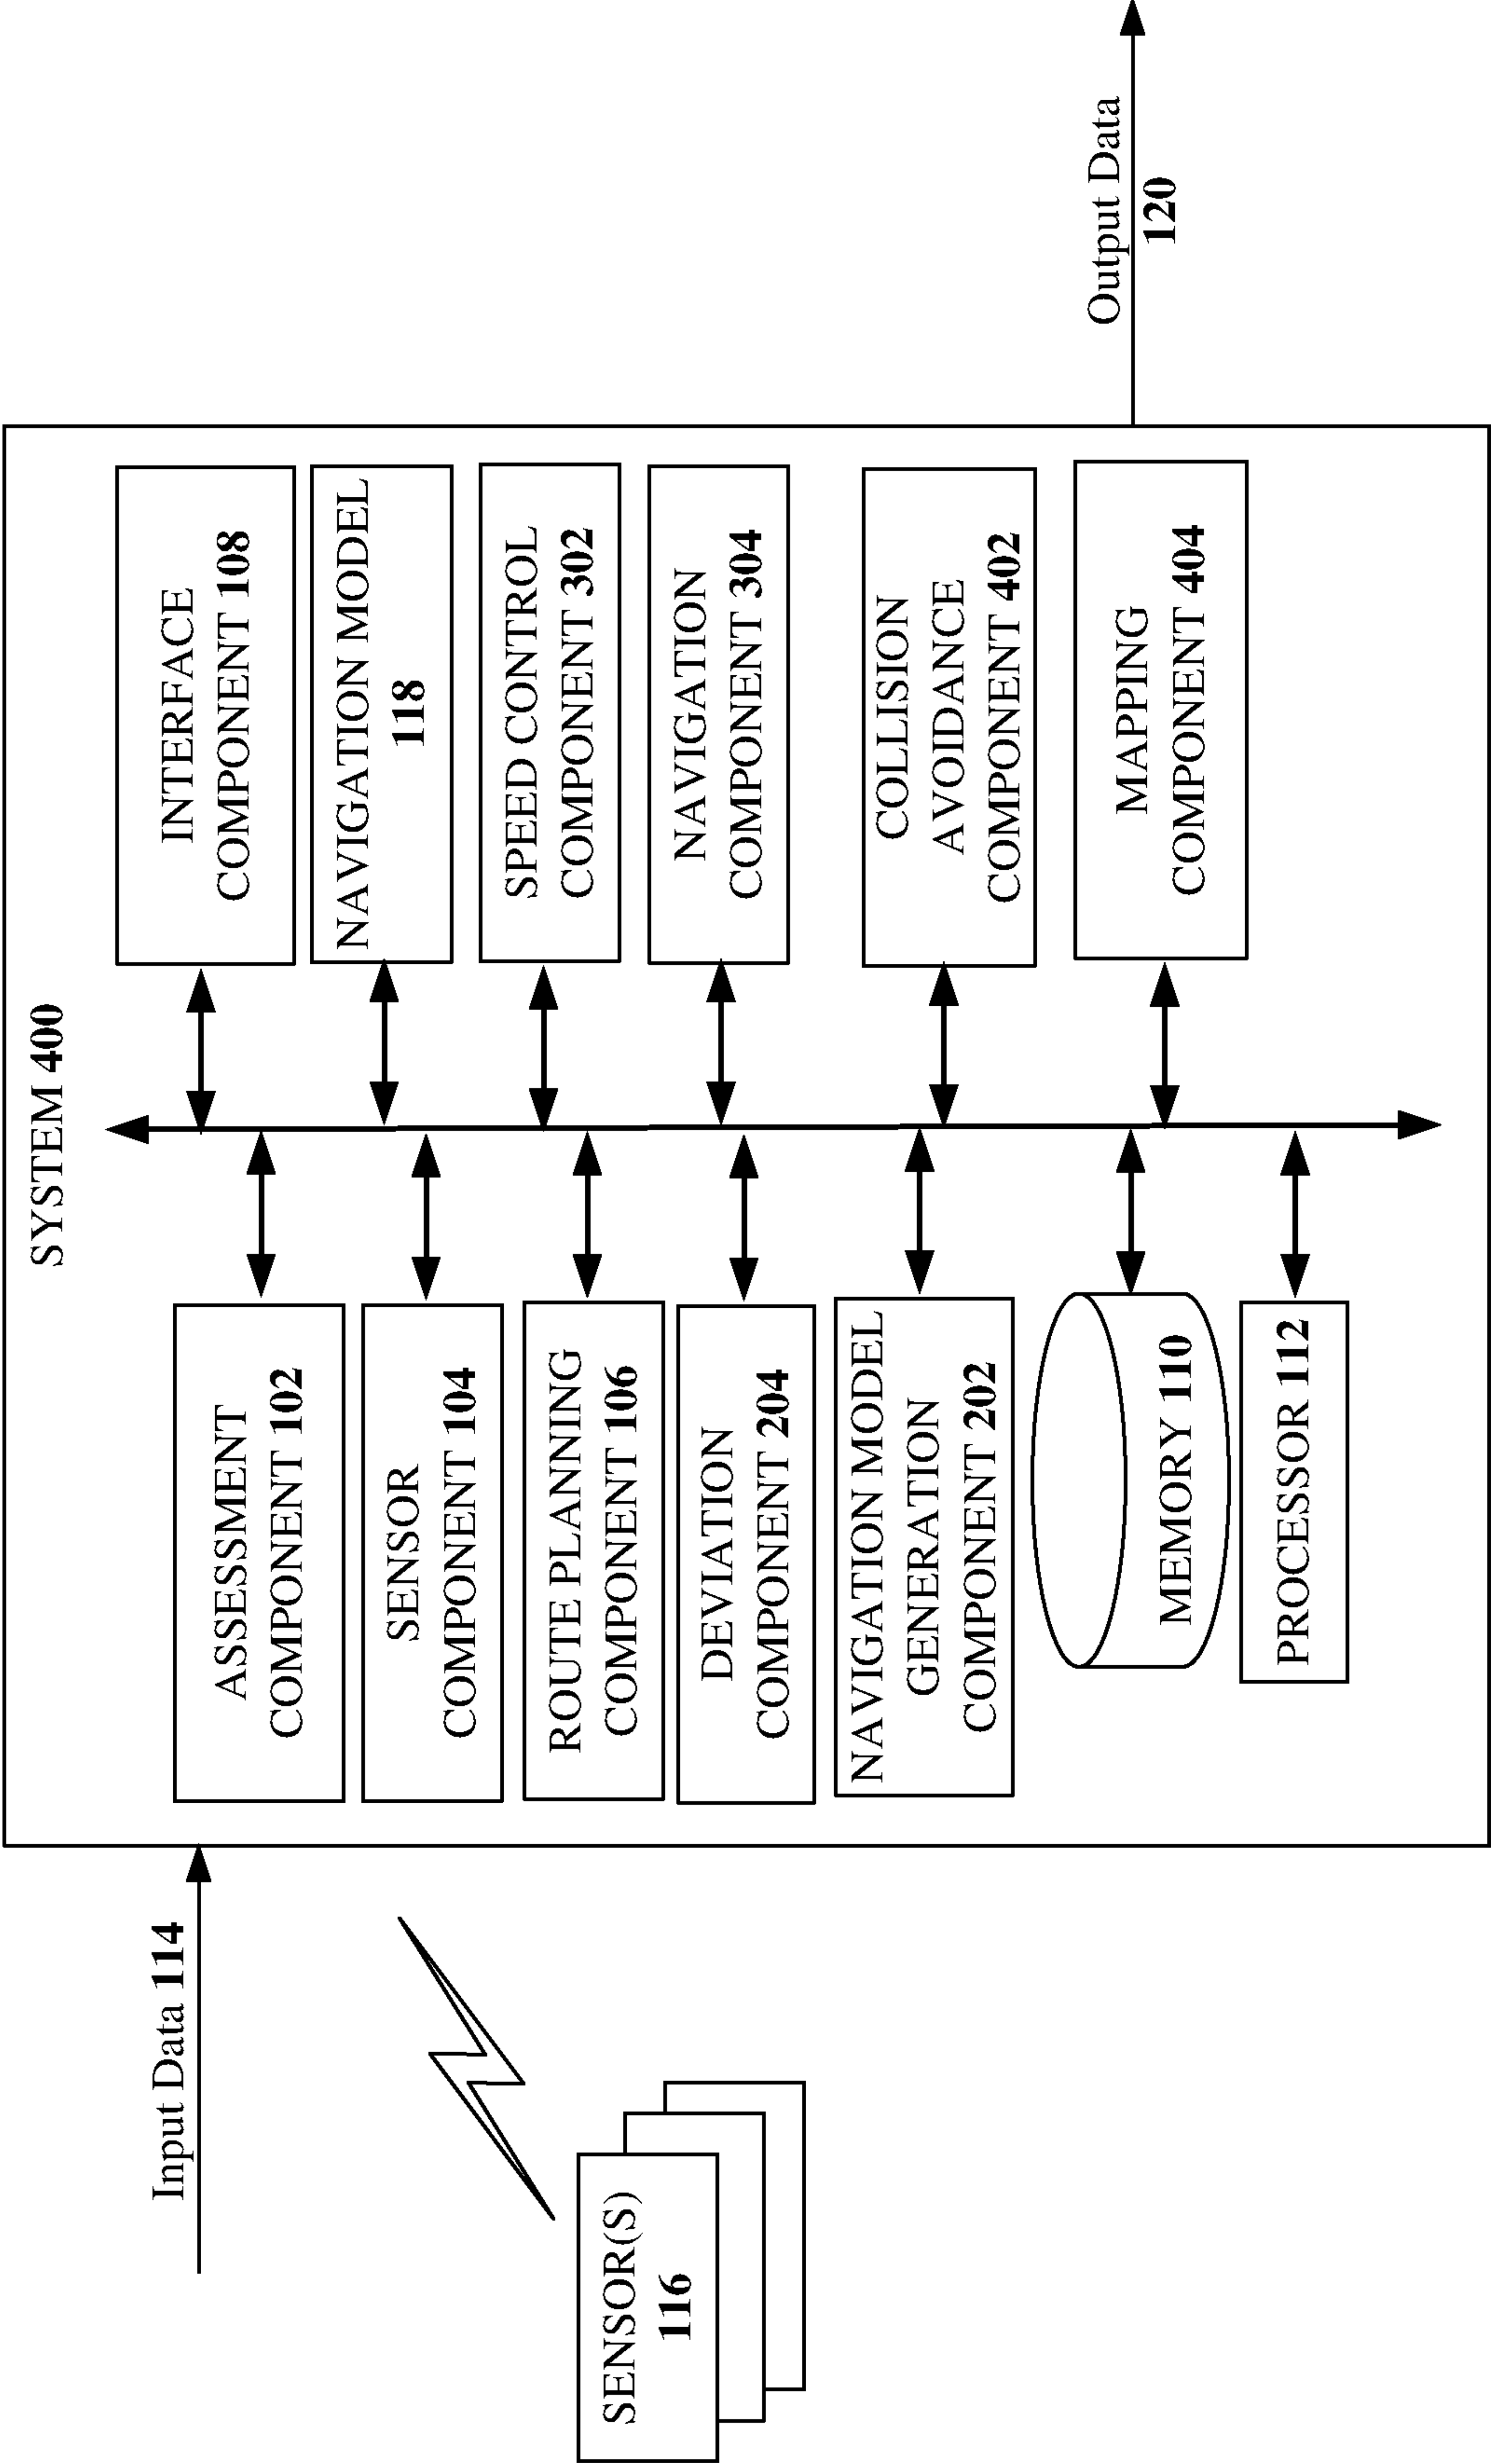 SYSTEM 400
Input Data 114
SENSOR(S)
116
ASSESSMENT
COMPONENT 102
SENSOR
COMPONENT 104
ROUTE PLANNING
COMPONENT 106
DEVIATION
COMPONENT 204
NAVIGATION MODEL
GENERATION
COMPONENT 202
MEMORY 110
PROCESSOR 112
INTERFACE
COMPONENT 108
NAVIGATION MODEL
118
SPEED CONTROL
COMPONENT 302
NAVIGATION
COMPONENT 304
COLLISION
AVOIDANCE
COMPONENT 402
MAPPING
COMPONENT 404
Output Data
120